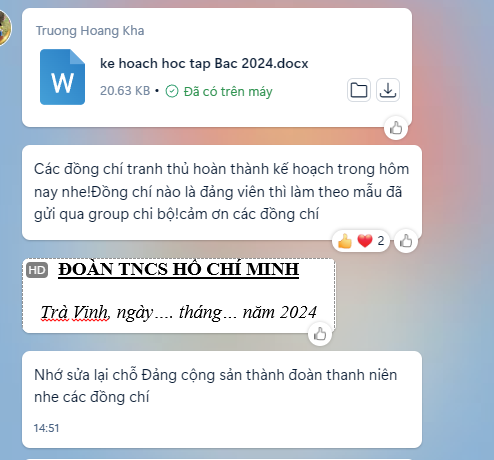 Truong Hoang Kha
ke hoach hoc tap Bac 2024.docx
20.63 KB • Đã có trên máy
Các đồng chí tranh thủ hoàn thành kế hoạch trong hôm
nay nhe!Đồng chí nào là đảng viên thì làm theo mẫu đã
gửi qua group chi bộ!cảm ơn các đồng chí
2
HD
ĐOÀN TNCS HỒ CHÍ MINH
Trà Vinh, ngày.... tháng... năm 2024
Nhớ sửa lại chỗ Đảng cộng sản thành đoàn thanh niên
nhe các đồng chí
14:51